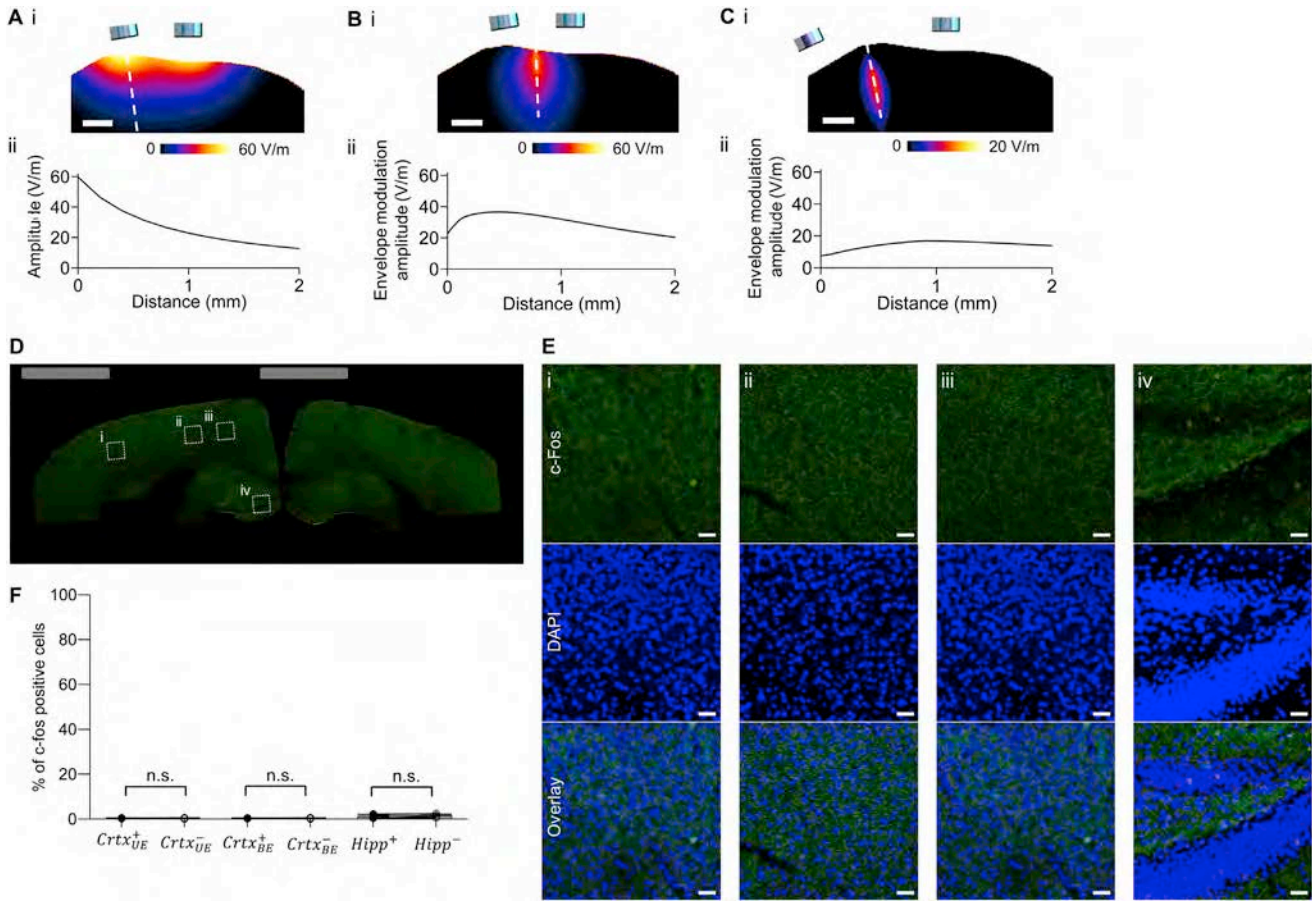 A i
B i
C i
0 60 V/m
0 60 V/m
0 20 V/m
ii
Amplitude (V/m)
60
40
20
0
0 1 2
Distance (mm)
ii
Envelope modulation
amplitude (V/m)
60
40
20
0
0 1 2
Distance (mm)
ii
Envelope modulation
amplitude (V/m)
60
40
20
0
0 1 2
Distance (mm)
D
i
ii
iii
iv
E
i
ii
iii
iv
c-Fos
DAPI
Overlay
F
% of c-fos positive cells
100
80
60
40
20
0
n.s.
n.s.
n.s.
Crtx⁺UE Crtx⁻UE Crtx⁺BE Crtx⁻BE Hipp⁺ Hipp⁻